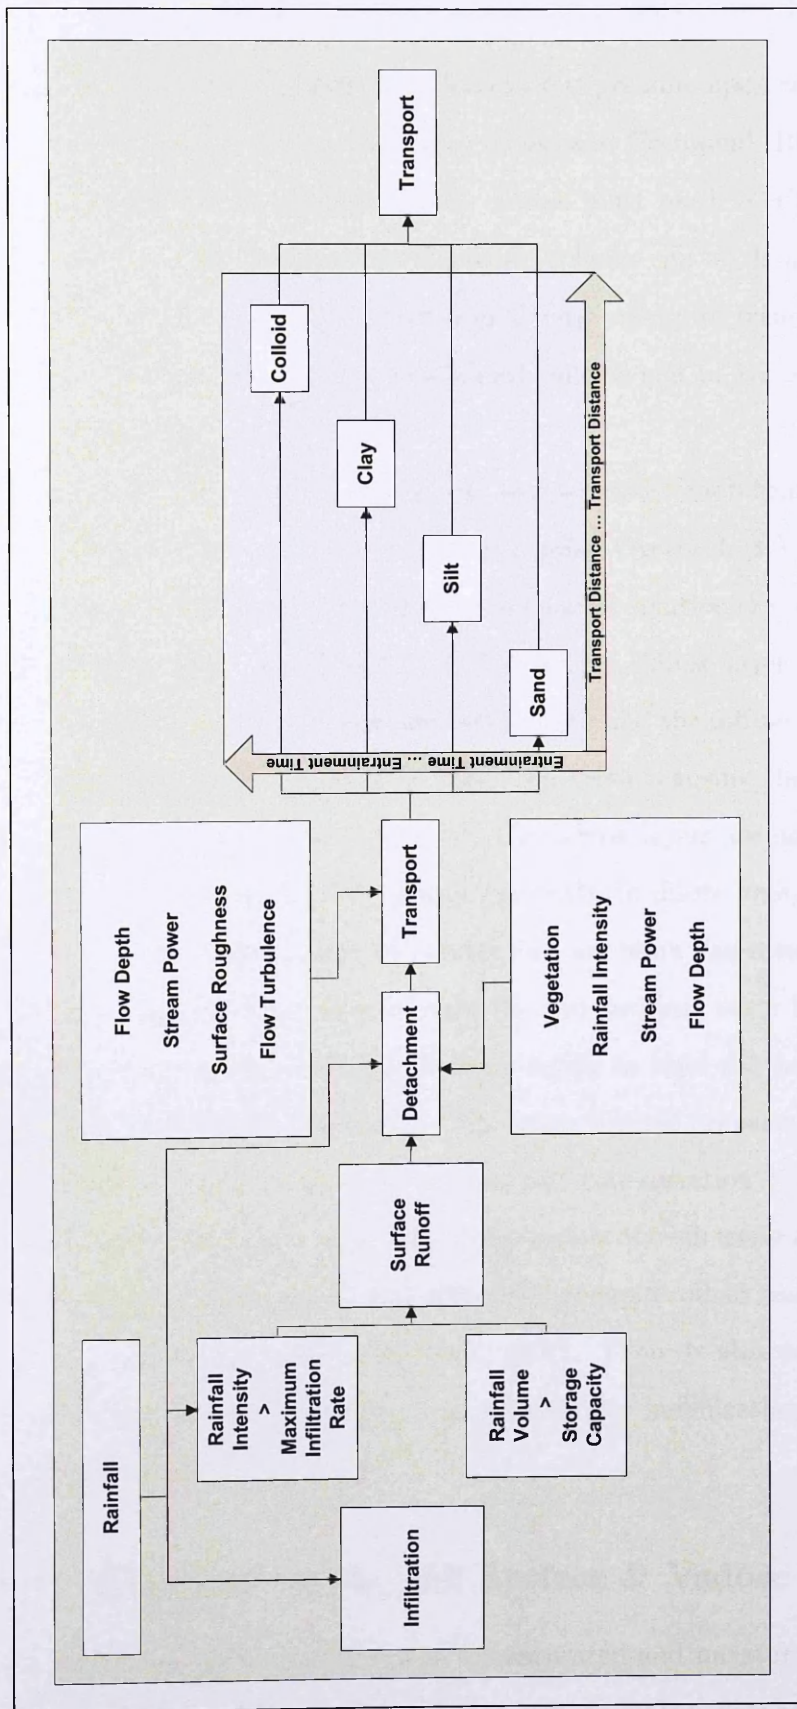 Rainfall
Infiltration
Rainfall
Intensity
>
Maximum
Infiltration
Rate
Rainfall
Volume
>
Storage
Capacity
Surface
Runoff
Flow Depth
Stream Power
Surface Roughness
Flow Turbulence
Detachment
Transport
Vegetation
Rainfall Intensity
Stream Power
Flow Depth
Entrainment Time ... Entrainment Time
Colloid
Clay
Silt
Sand
Transport Distance ... Transport Distance
Transport